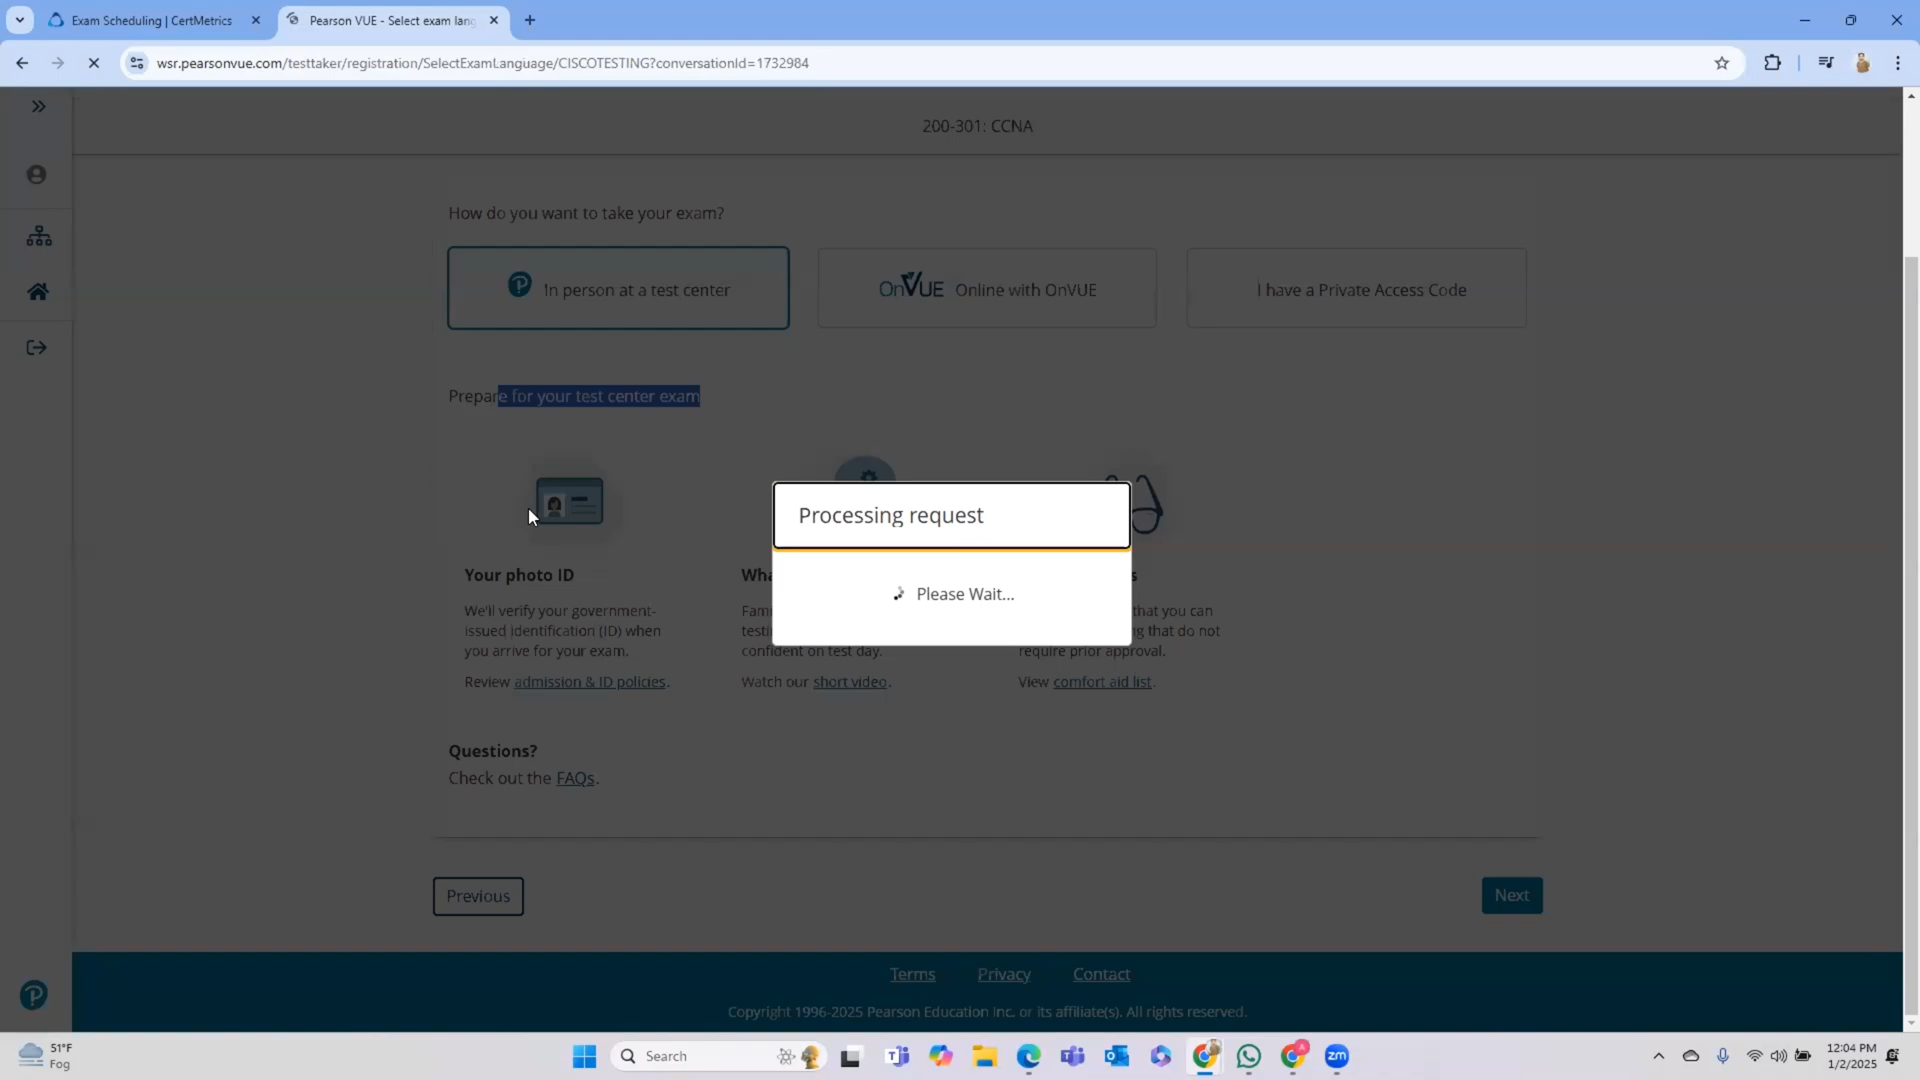 Exam Scheduling | CertMetrics
Pearson VUE - Select exam lang
wsr.pearsonvue.com/testtaker/registration/SelectExamLanguage/CISCOTESTING?conversationId=1732984
200-301: CCNA
How do you want to take your exam?
In person at a test center
OnVUE Online with OnVUE
I have a Private Access Code
Prepare for your test center exam
Processing request
Please Wait...
Your photo ID
We'll verify your government-
issued identification (ID) when
you arrive for your exam.
Review admission & ID policies.
confident on test day.
Watch our short video.
that you can
that do not
require prior approval.
View comfort aid list.
Questions?
Check out the FAQs.
Previous
Next
Terms Privacy Contact
Copyright 1996-2025 Pearson Education Inc. or its affiliate(s). All rights reserved.
51°F
Fog
Search
zm
12:04 PM
1/2/2025